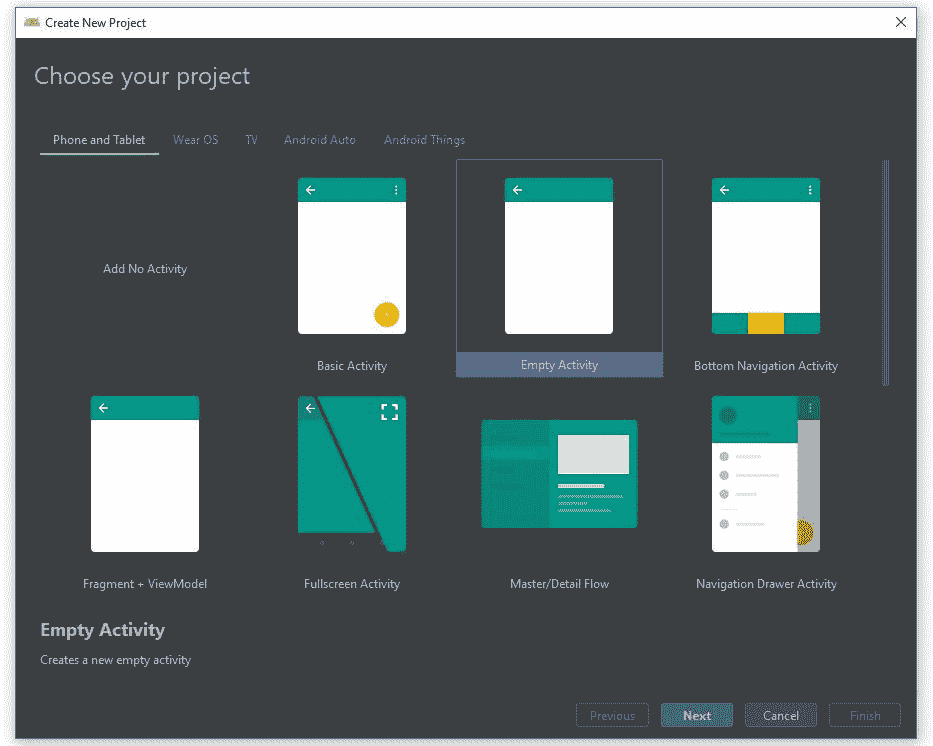 Create New Project
Choose your project
Phone and Tablet Wear OS TV Android Auto Android Things
Add No Activity
Basic Activity
Empty Activity
Bottom Navigation Activity
Fragment + ViewModel
Fullscreen Activity
Master/Detail Flow
Navigation Drawer Activity
Empty Activity
Creates a new empty activity
Previous Next Cancel Finish